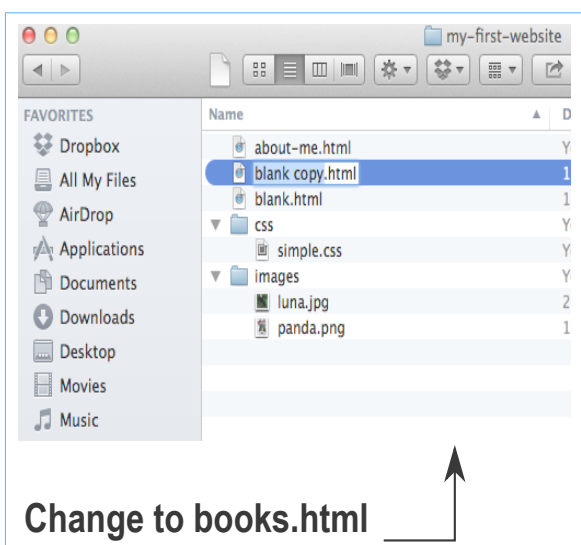 my-first-website
FAVORITES
Dropbox
All My Files
AirDrop
Applications
Documents
Downloads
Desktop
Movies
Music
Name
about-me.html
blank copy.html
blank.html
css
simple.css
images
luna.jpg
panda.png
Change to books.html